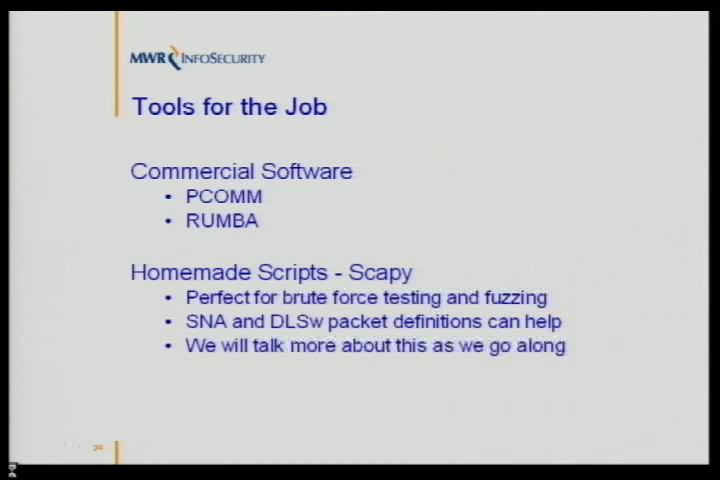 MWR INFOSECURITY
Tools for the Job
Commercial Software
• PCOMM
• RUMBA
Homemade Scripts - Scapy
• Perfect for brute force testing and fuzzing
• SNA and DLSw packet definitions can help
• We will talk more about this as we go along